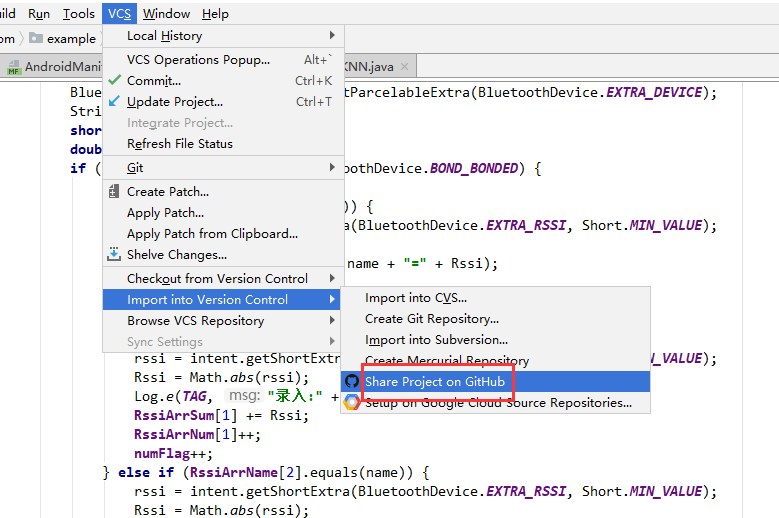 ild Run Tools VCS Window Help
om example
AndroidMani KNN.java
Local History
VCS Operations Popup... Alt+`
Commit... Ctrl+K
Update Project... Ctrl+T
Integrate Project...
Refresh File Status
Git
Create Patch...
Apply Patch...
Apply Patch from Clipboard...
Shelve Changes...
Checkout from Version Control
Import into Version Control
Browse VCS Repository
Sync Settings
Import into CVS...
Create Git Repository...
Import into Subversion...
Create Mercurial Repository
Share Project on GitHub
Setup on Google Cloud Source Repositories...
Blue tParcelableExtra(BluetoothDevice.EXTRA_DEVICE);
Stri
shor
doub
if ( oothDevice.BOND_BONDED) {
)) {
ra(BluetoothDevice.EXTRA_RSSI, Short.MIN_VALUE);
name + "=" + Rssi);
rssi = intent.getShortExtra N_VALUE);
Rssi = Math.abs(rssi);
Log.e(TAG, msg: "录入:" +
RssiArrSum[1] += Rssi;
RssiArrNum[1]++;
numFlag++;
} else if (RssiArrName[2].equals(name)) {
rssi = intent.getShortExtra(BluetoothDevice.EXTRA_RSSI, Short.MIN_VALUE);
Rssi = Math.abs(rssi);